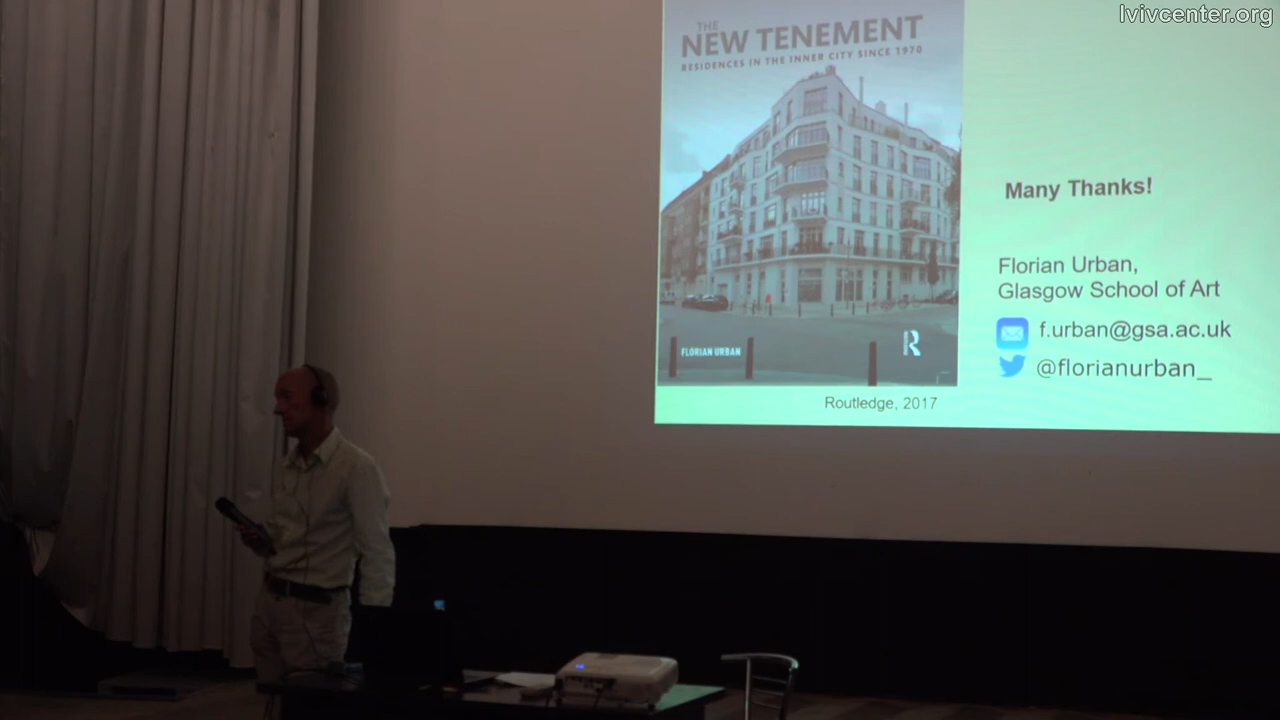 lvivcenter.org
THE
NEW TENEMENT
RESIDENCES IN THE INNER CITY SINCE 1970
Many Thanks!
Florian Urban,
Glasgow School of Art
f.urban@gsa.ac.uk
@florianurban_
FLORIAN URBAN
R
Routledge, 2017